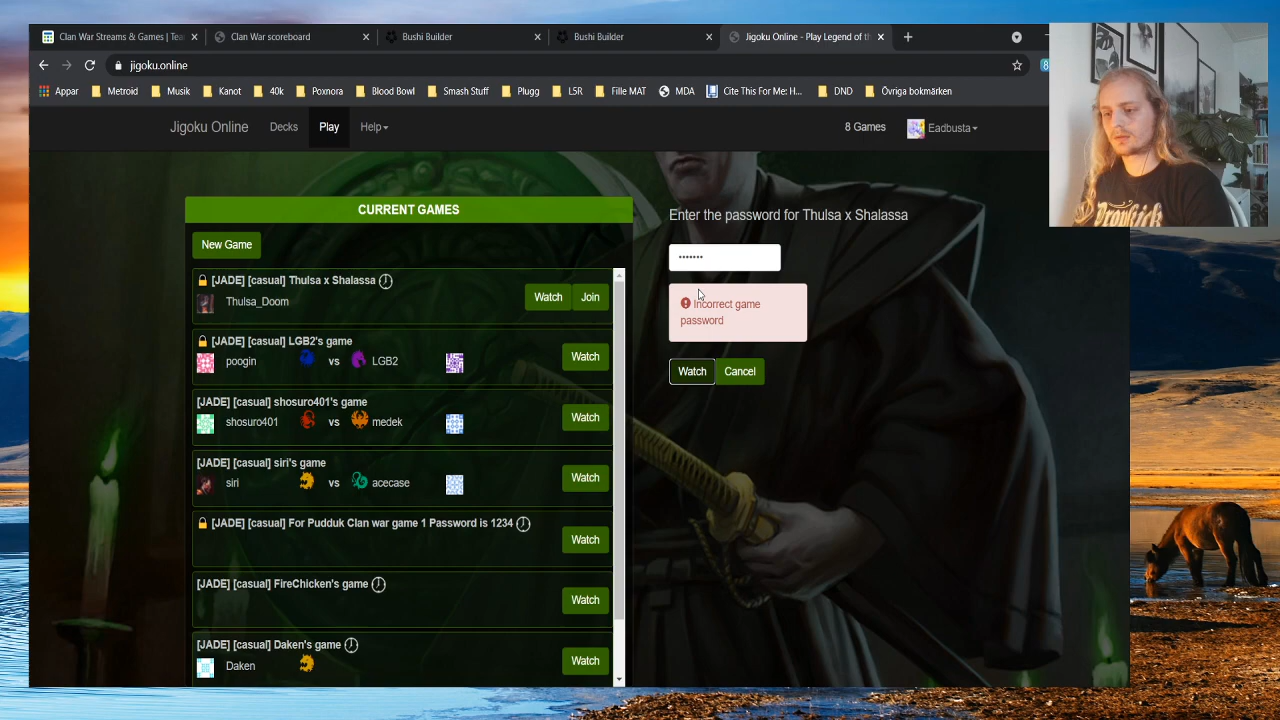 Clan War Streams & Games | Tea
Clan War scoreboard
Bushi Builder
Bushi Builder
Jigoku Online - Play Legend of th
jigoku.online
Appar
Metroid
Musik
Kanot
40k
Poxnora
Blood Bowl
Smash Stuff
Plugg
L5R
Fille MAT
MDA
Cite This For Me: H...
DND
Övriga bokmärken
Jigoku Online
Decks
Play
Help
8 Games
Eadbusta
CURRENT GAMES
New Game
[JADE] [casual] Thulsa x Shalassa
Thulsa_Doom
Watch
Join
[JADE] [casual] LGB2's game
poogin vs LGB2
Watch
[JADE] [casual] shosuro401's game
shosuro401 vs medek
Watch
[JADE] [casual] siri's game
siri vs acecase
Watch
[JADE] [casual] For Pudduk Clan war game 1 Password is 1234
Watch
[JADE] [casual] FireChicken's game
Watch
[JADE] [casual] Daken's game
Daken
Watch
Enter the password for Thulsa x Shalassa
•••••••
Incorrect game
password
Watch
Cancel